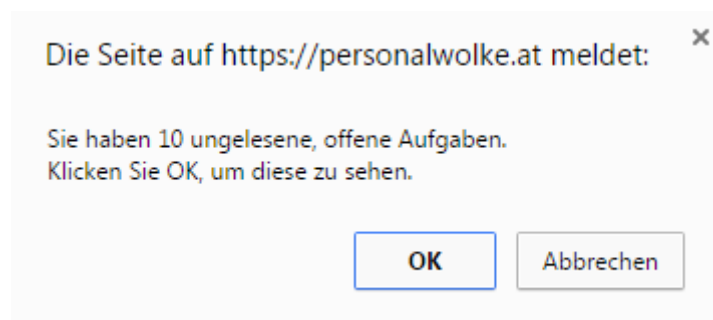 Die Seite auf https://personalwolke.at meldet:
Sie haben 10 ungelesene, offene Aufgaben.
Klicken Sie OK, um diese zu sehen.
OK
Abbrechen